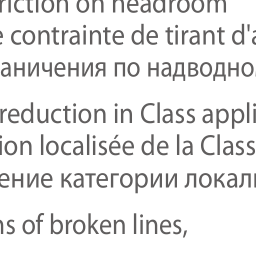 riction on headroom
contrainte de tirant d'a
аничения по надводно
reduction in Class appli
ion localisée de la Class
ение категории локал
ns of broken lines,